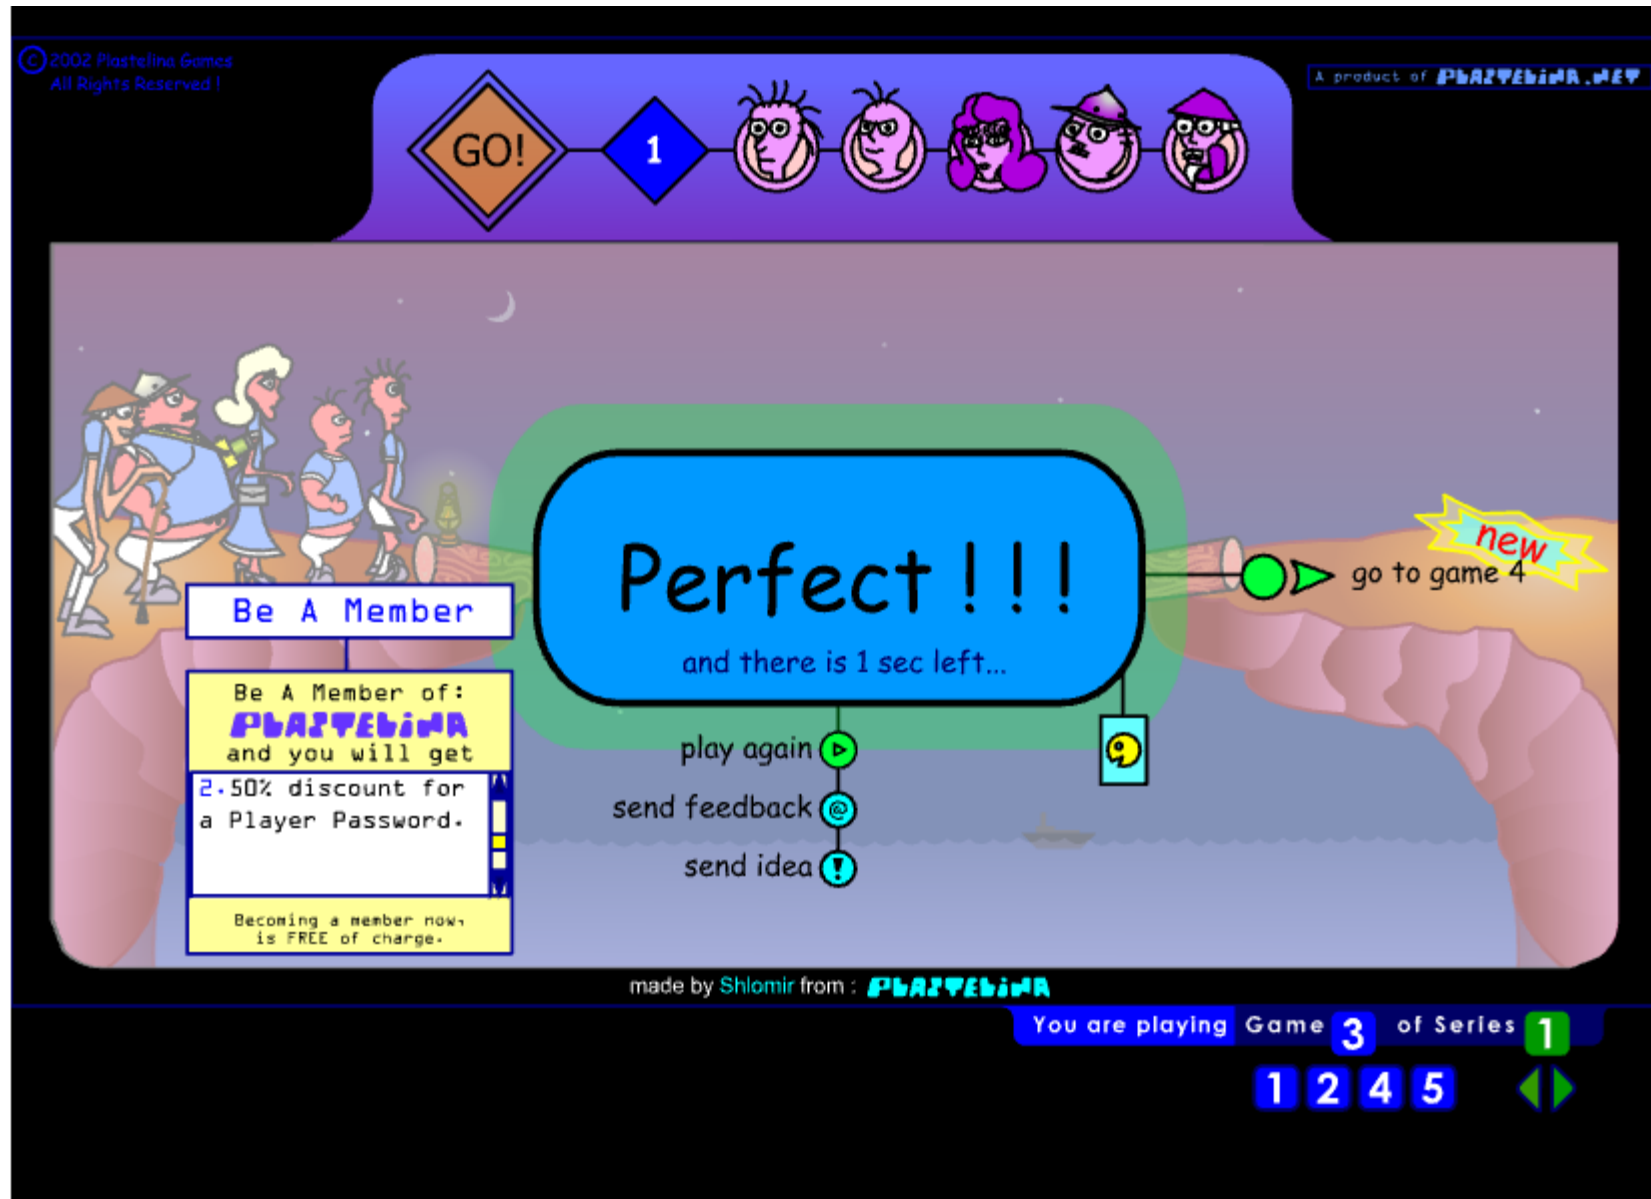 © 2002 Plastelina Games
All Rights Reserved !
A product of PLASTELINA.NET
GO!
1
new
go to game 4
Perfect ! ! !
and there is 1 sec left...
Be A Member
Be A Member of:
PLASTELINA
and you will get
2.50% discount for
a Player Password.
Becoming a member now,
is FREE of charge.
play again
send feedback
@
send idea
!
made by Shlomir from : PLASTELINA
You are playing Game 3 of Series 1
1 2 4 5